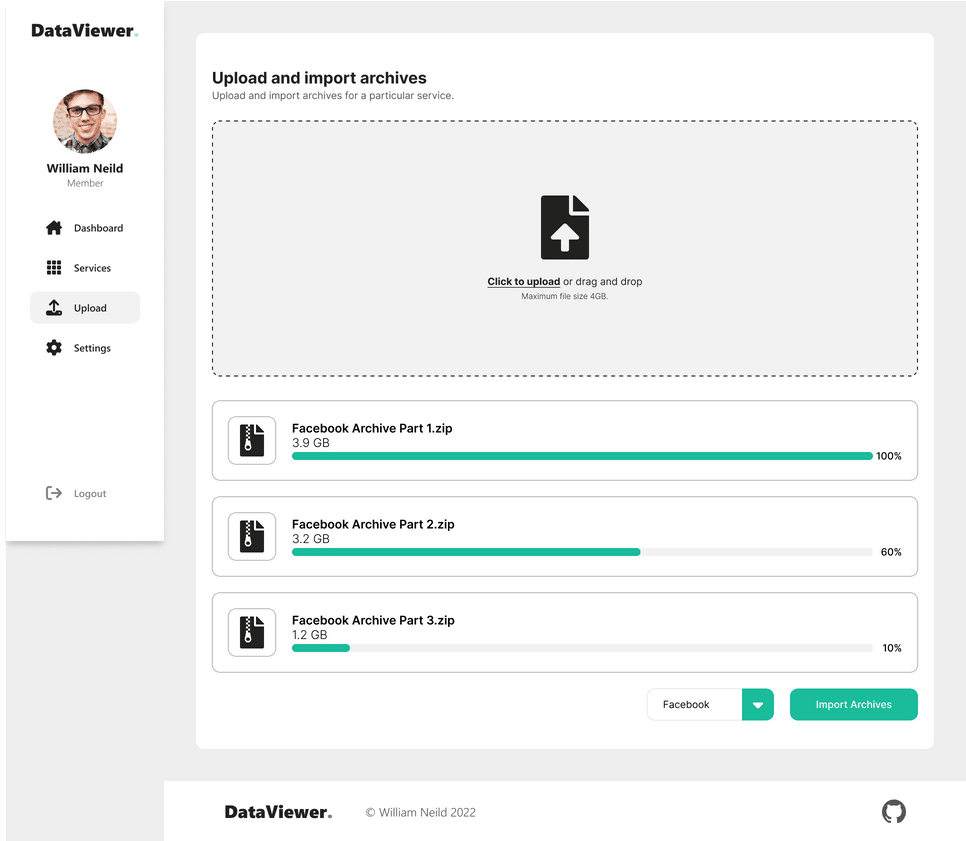 DataViewer.
William Neild
Member
Dashboard
Services
Upload
Settings
Logout
Upload and import archives
Upload and import archives for a particular service.
Click to upload or drag and drop
Maximum file size 4GB.
Facebook Archive Part 1.zip
3.9 GB
100%
Facebook Archive Part 2.zip
3.2 GB
60%
Facebook Archive Part 3.zip
1.2 GB
10%
Facebook
Import Archives
DataViewer.
© William Neild 2022